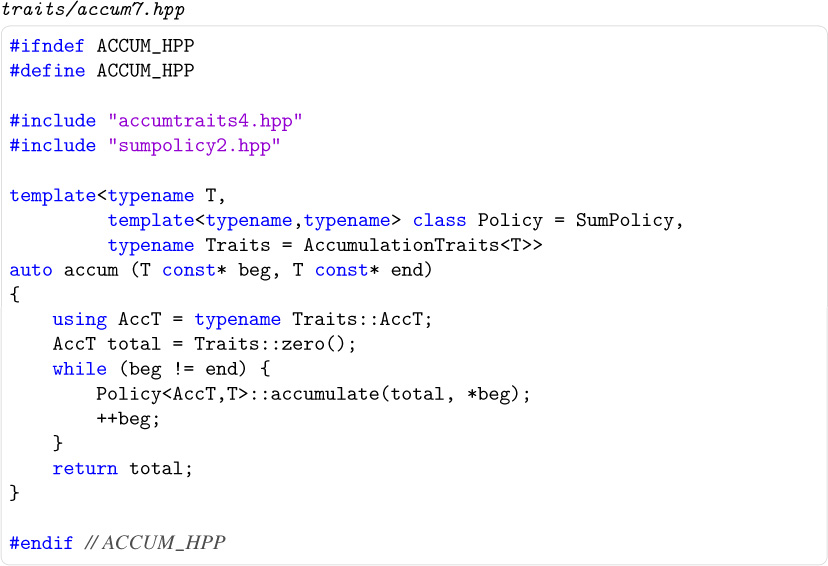 traits/accum7.hpp
#ifndef ACCUM_HPP
#define ACCUM_HPP

#include "accumtraits4.hpp"
#include "sumpolicy2.hpp"

template<typename T,
         template<typename,typename> class Policy = SumPolicy,
         typename Traits = AccumulationTraits<T>>
auto accum (T const* beg, T const* end)
{
    using AccT = typename Traits::AccT;
    AccT total = Traits::zero();
    while (beg != end) {
        Policy<AccT,T>::accumulate(total, *beg);
        ++beg;
    }
    return total;
}

#endif // ACCUM_HPP